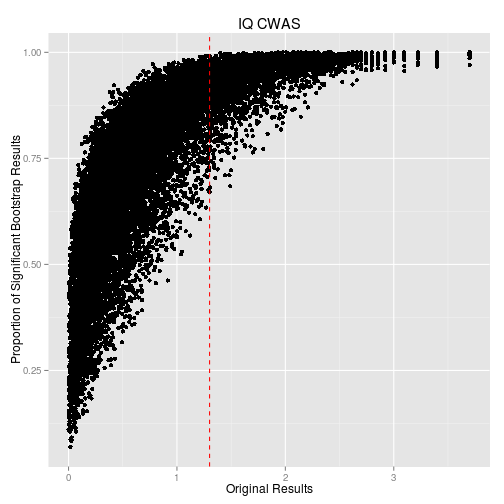 IQ CWAS
Proportion of Significant Bootstrap Results
1.00
0.75
0.50
0.25
0 1 2 3
Original Results